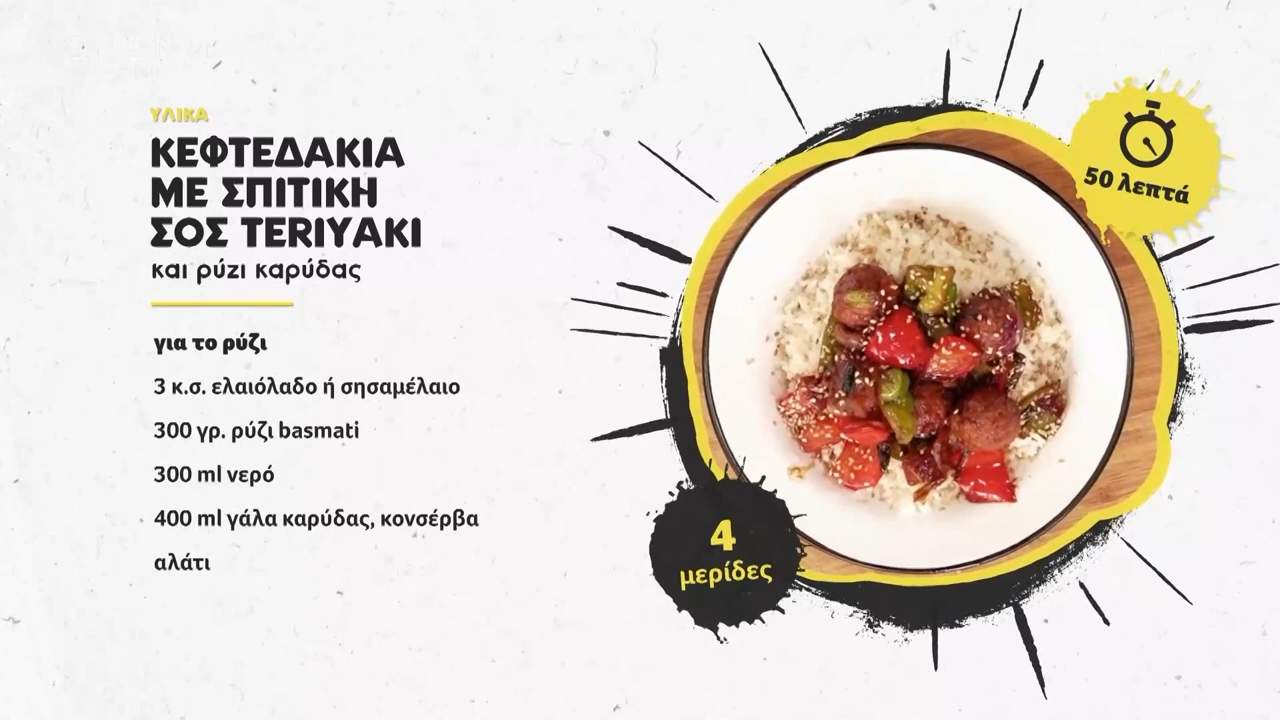 ΥΛΙΚΑ
ΚΕΦΤΕΔΑΚΙΑ
ΜΕ ΣΠΙΤΙΚΗ
ΣΟΣ TERIYAKI
και ρύζι καρύδας
για το ρύζι
3 κ.σ. ελαιόλαδο ή σησαμέλαιο
300 γρ. ρύζι basmati
300 ml νερό
400 ml γάλα καρύδας, κονσέρβα
αλάτι
50 λεπτά
4
μερίδες